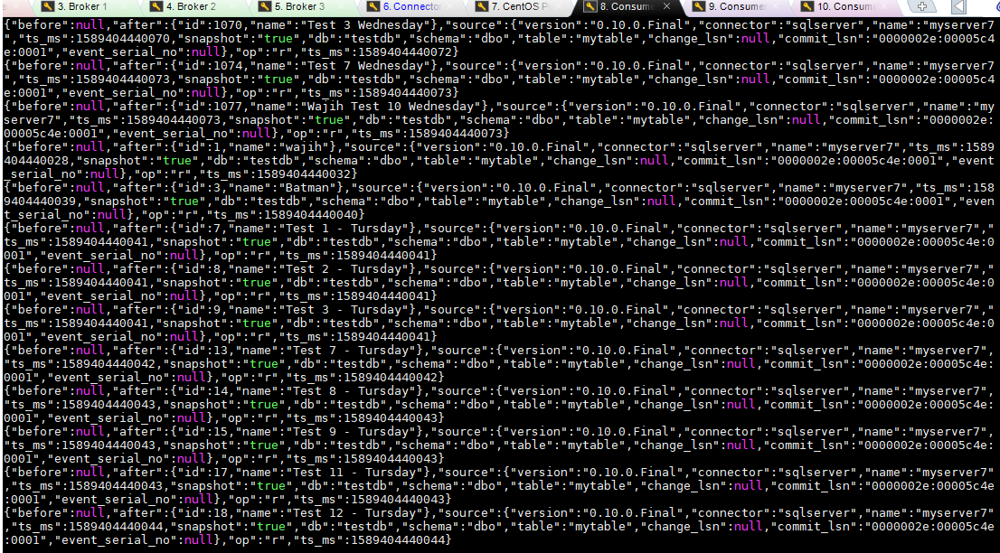 3. Broker 1
4. Broker 2
5. Broker 3
6. Connecto
7. CentOS
8. Consum
9. Consume
10. Consum
{"before":null,"after":{"id":1070,"name":"Test 3 Wednesday"},"source":{"version":"0.10.0.Final","connector":"sqlserver","name":"myserver7
","ts_ms":1589404440070,"snapshot":"true","db":"testdb","schema":"dbo","table":"mytable","change_lsn":null,"commit_lsn":"0000002e:00005c4
e:0001","event_serial_no":null},"op":"r","ts_ms":1589404440072}
{"before":null,"after":{"id":1074,"name":"Test 7 Wednesday"},"source":{"version":"0.10.0.Final","connector":"sqlserver","name":"myserver7
","ts_ms":1589404440073,"snapshot":"true","db":"testdb","schema":"dbo","table":"mytable","change_lsn":null,"commit_lsn":"0000002e:00005c4
e:0001","event_serial_no":null},"op":"r","ts_ms":1589404440073}
{"before":null,"after":{"id":1077,"name":"Wajih Test 10 Wednesday"},"source":{"version":"0.10.0.Final","connector":"sqlserver","name":"my
server7","ts_ms":1589404440073,"snapshot":"true","db":"testdb","schema":"dbo","table":"mytable","change_lsn":null,"commit_lsn":"0000002e:
00005c4e:0001","event_serial_no":null},"op":"r","ts_ms":1589404440073}
{"before":null,"after":{"id":1,"name":"wajih"},"source":{"version":"0.10.0.Final","connector":"sqlserver","name":"myserver7","ts_ms":1589
404440028,"snapshot":"true","db":"testdb","schema":"dbo","table":"mytable","change_lsn":null,"commit_lsn":"0000002e:00005c4e:0001","event
_serial_no":null},"op":"r","ts_ms":1589404440032}
{"before":null,"after":{"id":3,"name":"Batman"},"source":{"version":"0.10.0.Final","connector":"sqlserver","name":"myserver7","ts_ms":158
9404440039,"snapshot":"true","db":"testdb","schema":"dbo","table":"mytable","change_lsn":null,"commit_lsn":"0000002e:00005c4e:0001","even
t_serial_no":null},"op":"r","ts_ms":1589404440040}
{"before":null,"after":{"id":7,"name":"Test 1 - Tursday"},"source":{"version":"0.10.0.Final","connector":"sqlserver","name":"myserver7","
ts_ms":1589404440041,"snapshot":"true","db":"testdb","schema":"dbo","table":"mytable","change_lsn":null,"commit_lsn":"0000002e:00005c4e:0
001","event_serial_no":null},"op":"r","ts_ms":1589404440041}
{"before":null,"after":{"id":8,"name":"Test 2 - Tursday"},"source":{"version":"0.10.0.Final","connector":"sqlserver","name":"myserver7","
ts_ms":1589404440041,"snapshot":"true","db":"testdb","schema":"dbo","table":"mytable","change_lsn":null,"commit_lsn":"0000002e:00005c4e:0
001","event_serial_no":null},"op":"r","ts_ms":1589404440041}
{"before":null,"after":{"id":9,"name":"Test 3 - Tursday"},"source":{"version":"0.10.0.Final","connector":"sqlserver","name":"myserver7","
ts_ms":1589404440041,"snapshot":"true","db":"testdb","schema":"dbo","table":"mytable","change_lsn":null,"commit_lsn":"0000002e:00005c4e:0
001","event_serial_no":null},"op":"r","ts_ms":1589404440041}
{"before":null,"after":{"id":13,"name":"Test 7 - Tursday"},"source":{"version":"0.10.0.Final","connector":"sqlserver","name":"myserver7",
"ts_ms":1589404440042,"snapshot":"true","db":"testdb","schema":"dbo","table":"mytable","change_lsn":null,"commit_lsn":"0000002e:00005c4e:
0001","event_serial_no":null},"op":"r","ts_ms":1589404440042}
{"before":null,"after":{"id":14,"name":"Test 8 - Tursday"},"source":{"version":"0.10.0.Final","connector":"sqlserver","name":"myserver7",
"ts_ms":1589404440043,"snapshot":"true","db":"testdb","schema":"dbo","table":"mytable","change_lsn":null,"commit_lsn":"0000002e:00005c4e:
0001","event_serial_no":null},"op":"r","ts_ms":1589404440043}
{"before":null,"after":{"id":15,"name":"Test 9 - Tursday"},"source":{"version":"0.10.0.Final","connector":"sqlserver","name":"myserver7",
"ts_ms":1589404440043,"snapshot":"true","db":"testdb","schema":"dbo","table":"mytable","change_lsn":null,"commit_lsn":"0000002e:00005c4e:
0001","event_serial_no":null},"op":"r","ts_ms":1589404440043}
{"before":null,"after":{"id":17,"name":"Test 11 - Tursday"},"source":{"version":"0.10.0.Final","connector":"sqlserver","name":"myserver7"
,"ts_ms":1589404440043,"snapshot":"true","db":"testdb","schema":"dbo","table":"mytable","change_lsn":null,"commit_lsn":"0000002e:00005c4e
:0001","event_serial_no":null},"op":"r","ts_ms":1589404440043}
{"before":null,"after":{"id":18,"name":"Test 12 - Tursday"},"source":{"version":"0.10.0.Final","connector":"sqlserver","name":"myserver7"
,"ts_ms":1589404440044,"snapshot":"true","db":"testdb","schema":"dbo","table":"mytable","change_lsn":null,"commit_lsn":"0000002e:00005c4e
:0001","event_serial_no":null},"op":"r","ts_ms":1589404440044}